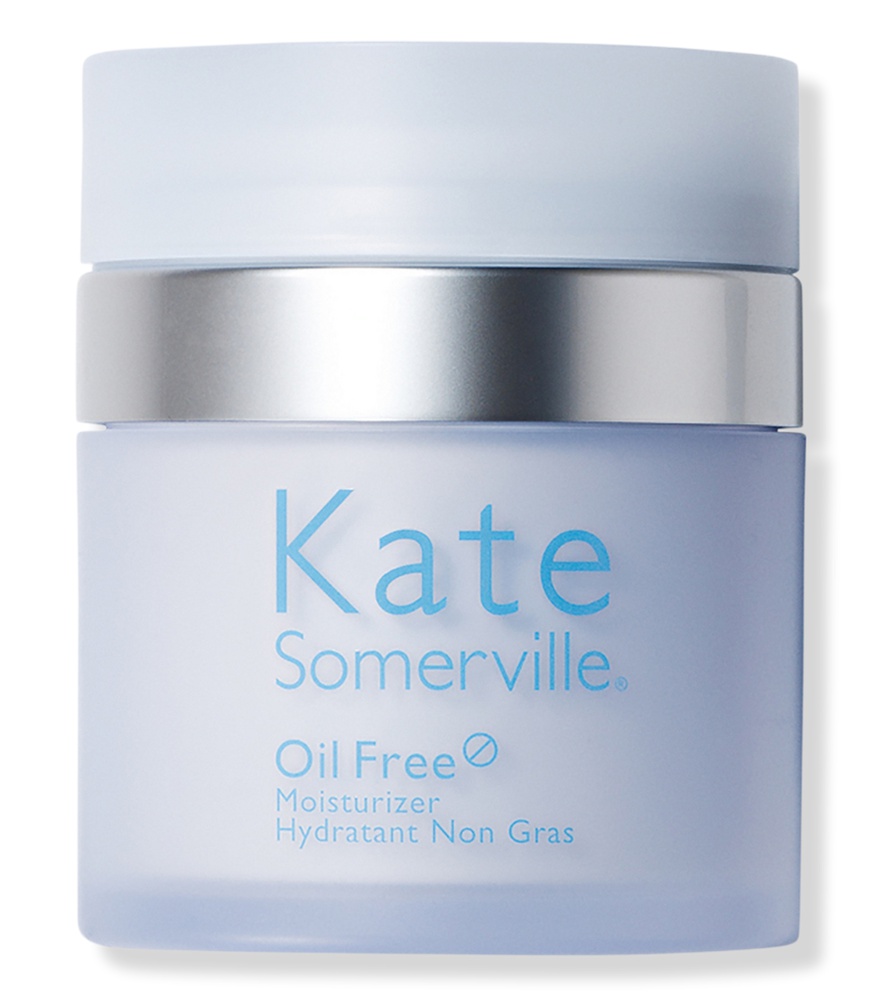 Kate
Somerville®
Oil Free
Moisturizer
Hydratant Non Gras